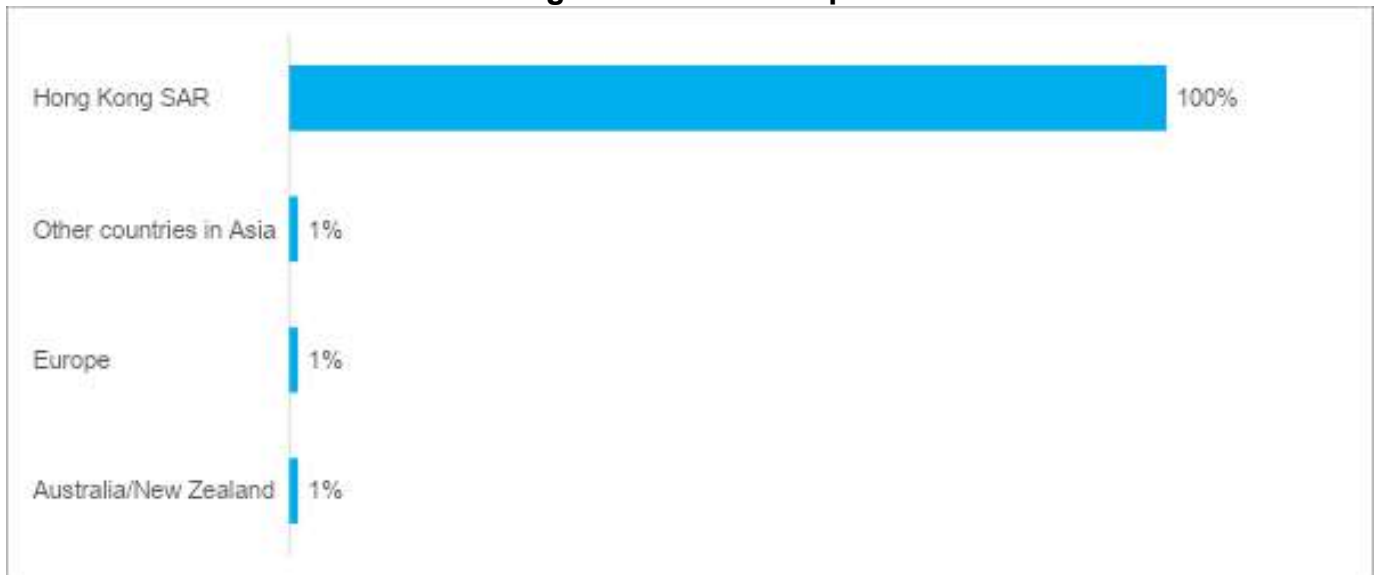 Hong Kong SAR 100%
Other countries in Asia 1%
Europe 1%
Australia/New Zealand 1%